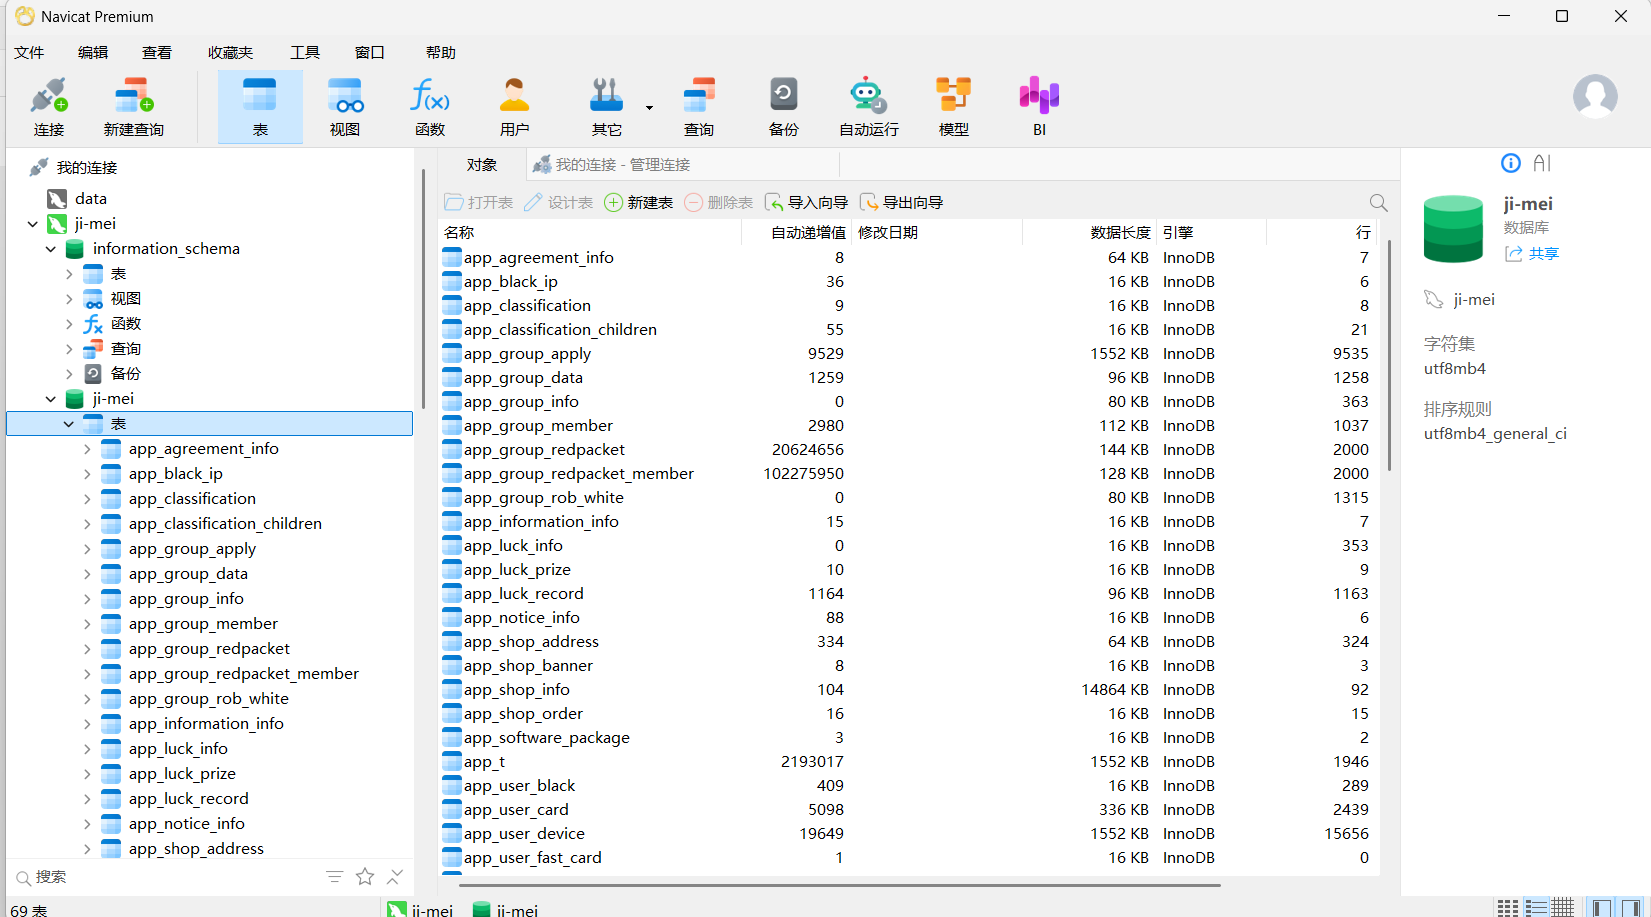 Navicat Premium
文件 编辑 查看 收藏夹 工具 窗口 帮助
连接 新建查询 表 视图 函数 用户 其它 查询 备份 自动运行 模型 BI
我的连接
data
ji-mei
information_schema
表
视图
函数
查询
备份
ji-mei
表
app_agreement_info
app_black_ip
app_classification
app_classification_children
app_group_apply
app_group_data
app_group_info
app_group_member
app_group_redpacket
app_group_redpacket_member
app_group_rob_white
app_information_info
app_luck_info
app_luck_prize
app_luck_record
app_notice_info
app_shop_address
搜索
69 表
对象 我的连接 - 管理连接
打开表 设计表 新建表 删除表 导入向导 导出向导
名称 自动递增值 修改日期 数据长度 引擎 行
app_agreement_info 8 64 KB InnoDB 7
app_black_ip 36 16 KB InnoDB 6
app_classification 9 16 KB InnoDB 8
app_classification_children 55 16 KB InnoDB 21
app_group_apply 9529 1552 KB InnoDB 9535
app_group_data 1259 96 KB InnoDB 1258
app_group_info 0 80 KB InnoDB 363
app_group_member 2980 112 KB InnoDB 1037
app_group_redpacket 20624656 144 KB InnoDB 2000
app_group_redpacket_member 102275950 128 KB InnoDB 2000
app_group_rob_white 0 80 KB InnoDB 1315
app_information_info 15 16 KB InnoDB 7
app_luck_info 0 16 KB InnoDB 353
app_luck_prize 10 16 KB InnoDB 9
app_luck_record 1164 96 KB InnoDB 1163
app_notice_info 88 16 KB InnoDB 6
app_shop_address 334 64 KB InnoDB 324
app_shop_banner 8 16 KB InnoDB 3
app_shop_info 104 14864 KB InnoDB 92
app_shop_order 16 16 KB InnoDB 15
app_software_package 3 16 KB InnoDB 2
app_t 2193017 1552 KB InnoDB 1946
app_user_black 409 16 KB InnoDB 289
app_user_card 5098 336 KB InnoDB 2439
app_user_device 19649 1552 KB InnoDB 15656
app_user_fast_card 1 16 KB InnoDB 0
ji-mei ji-mei
AI
ji-mei
数据库
共享
ji-mei
字符集
utf8mb4
排序规则
utf8mb4_general_ci